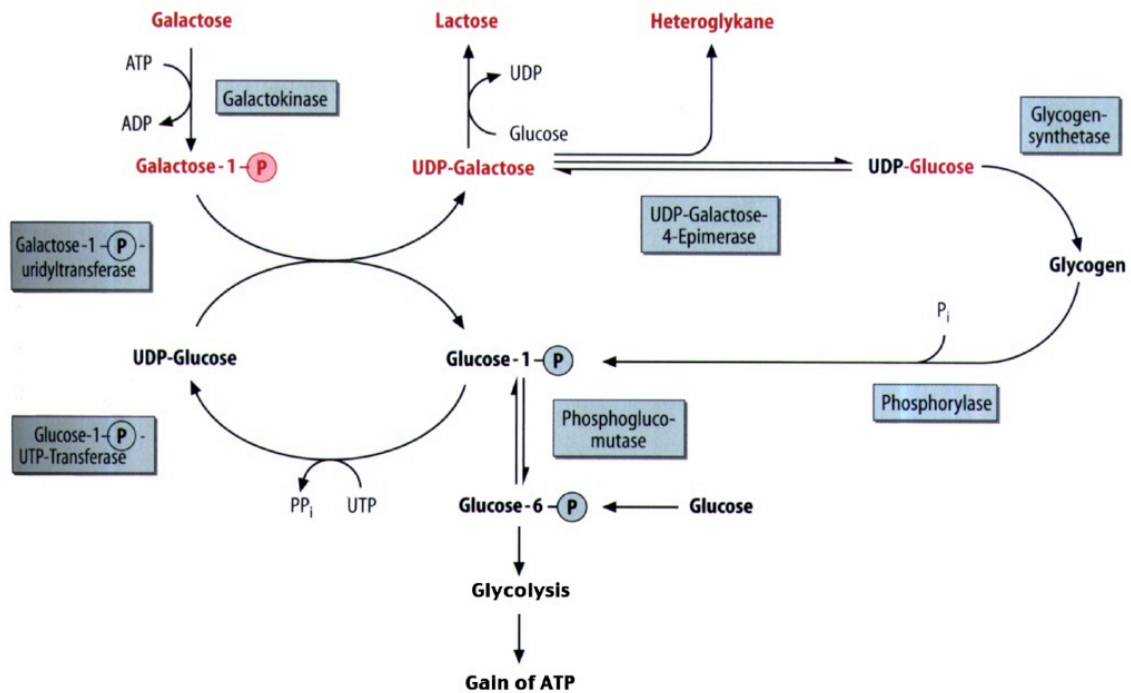 Galactose
Lactose
Heteroglykane
ATP
ADP
Galactokinase
UDP
Glucose
Glycogen-
synthetase
Galactose-1-P
UDP-Galactose
UDP-Glucose
UDP-Galactose-
4-Epimerase
Galactose-1-P-
uridyltransferase
Glycogen
Pi
UDP-Glucose
Glucose-1-P
Phosphorylase
Glucose-1-P-
UTP-Transferase
Phosphogluco-
mutase
PPi
UTP
Glucose-6-P
Glucose
Glycolysis
Gain of ATP